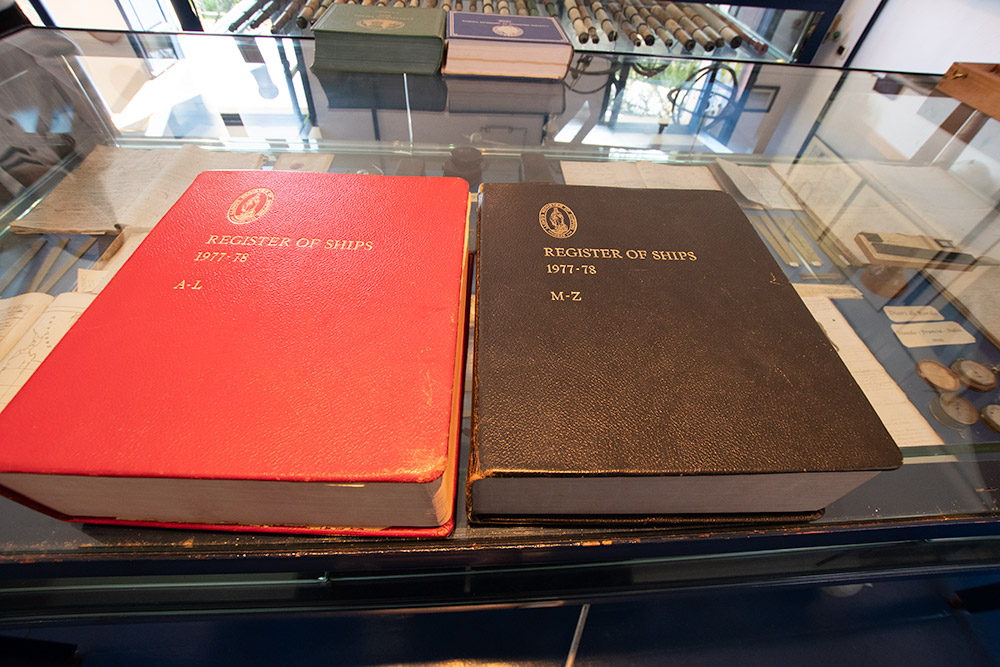 REGISTER OF SHIPS
1977-78
A-L
REGISTER OF SHIPS
1977-78
M-Z